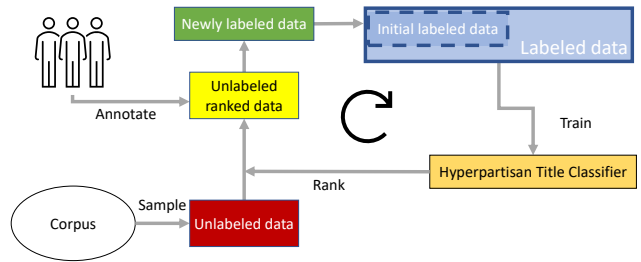 Newly labeled data
Initial labeled data
Labeled data
Unlabeled
ranked data
Annotate
Train
Hyperpartisan Title Classifier
Rank
Sample
Corpus
Unlabeled data